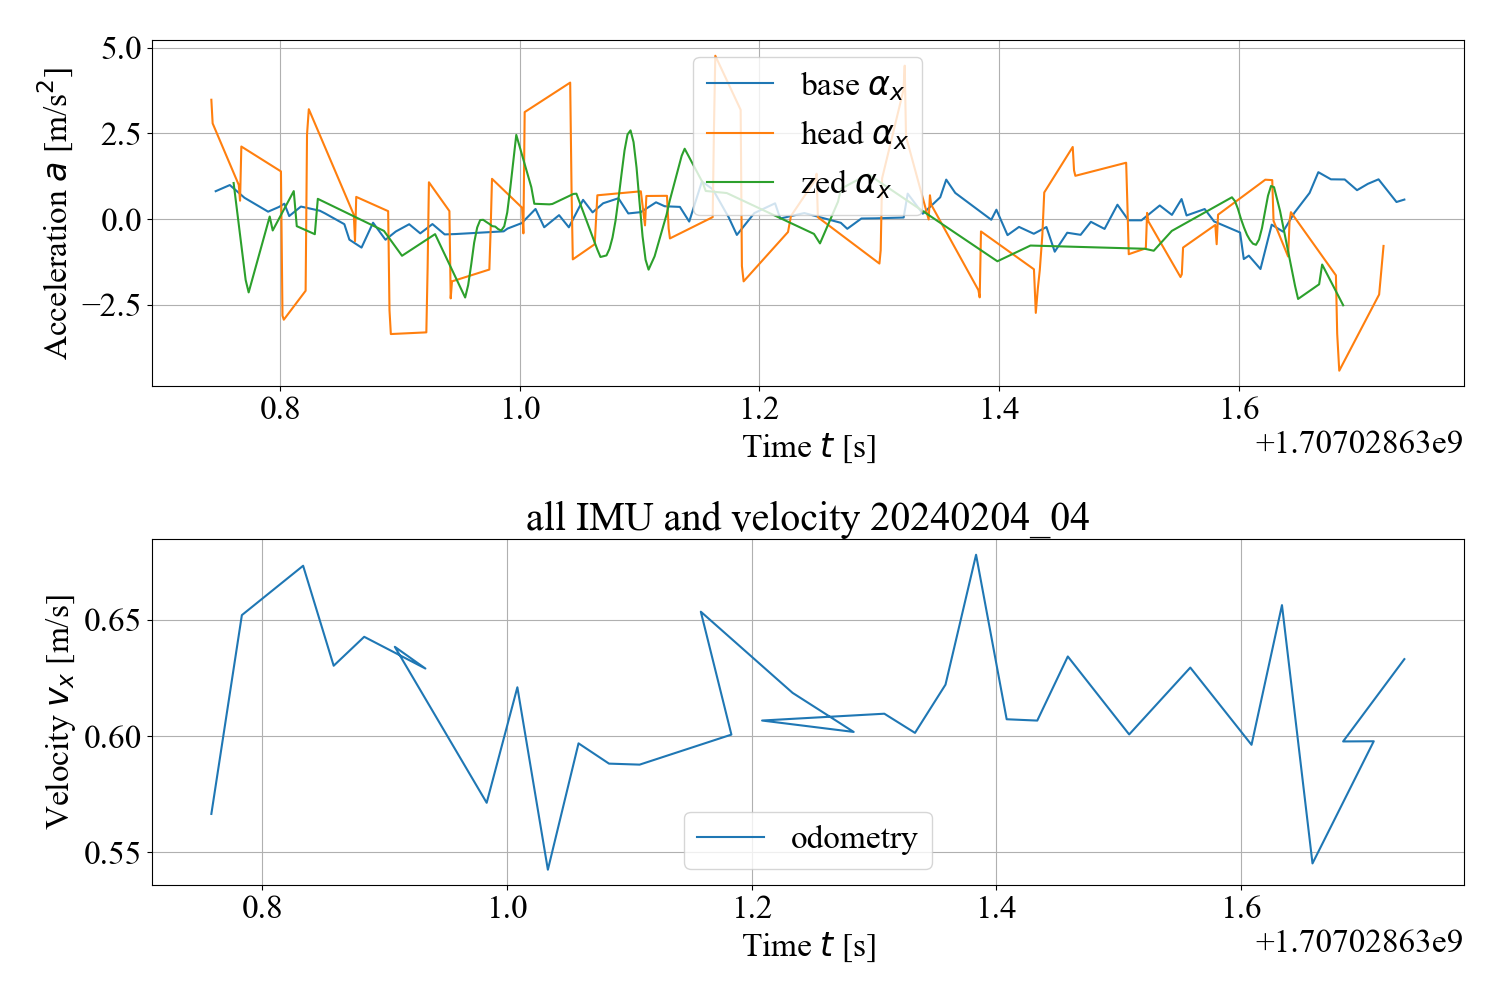 Acceleration a [m/s²]
5.0
2.5
0.0
−2.5
base αₓ
head αₓ
zed αₓ
0.8 1.0 1.2 1.4 1.6
Time t [s]
+1.70702863e9
all IMU and velocity 20240204_04
Velocity vₓ [m/s]
0.65
0.60
0.55
odometry
0.8 1.0 1.2 1.4 1.6
Time t [s]
+1.70702863e9